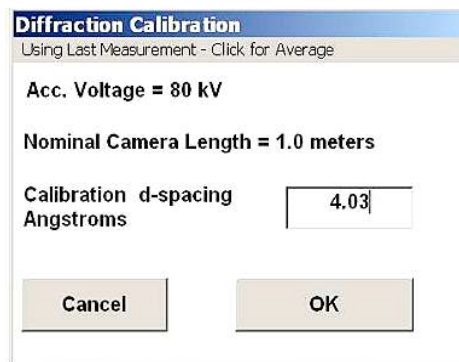 Diffraction Calibration
Using Last Measurement - Click for Average
Acc. Voltage = 80 kV
Nominal Camera Length = 1.0 meters
Calibration d-spacing
Angstroms
4.03
Cancel
OK